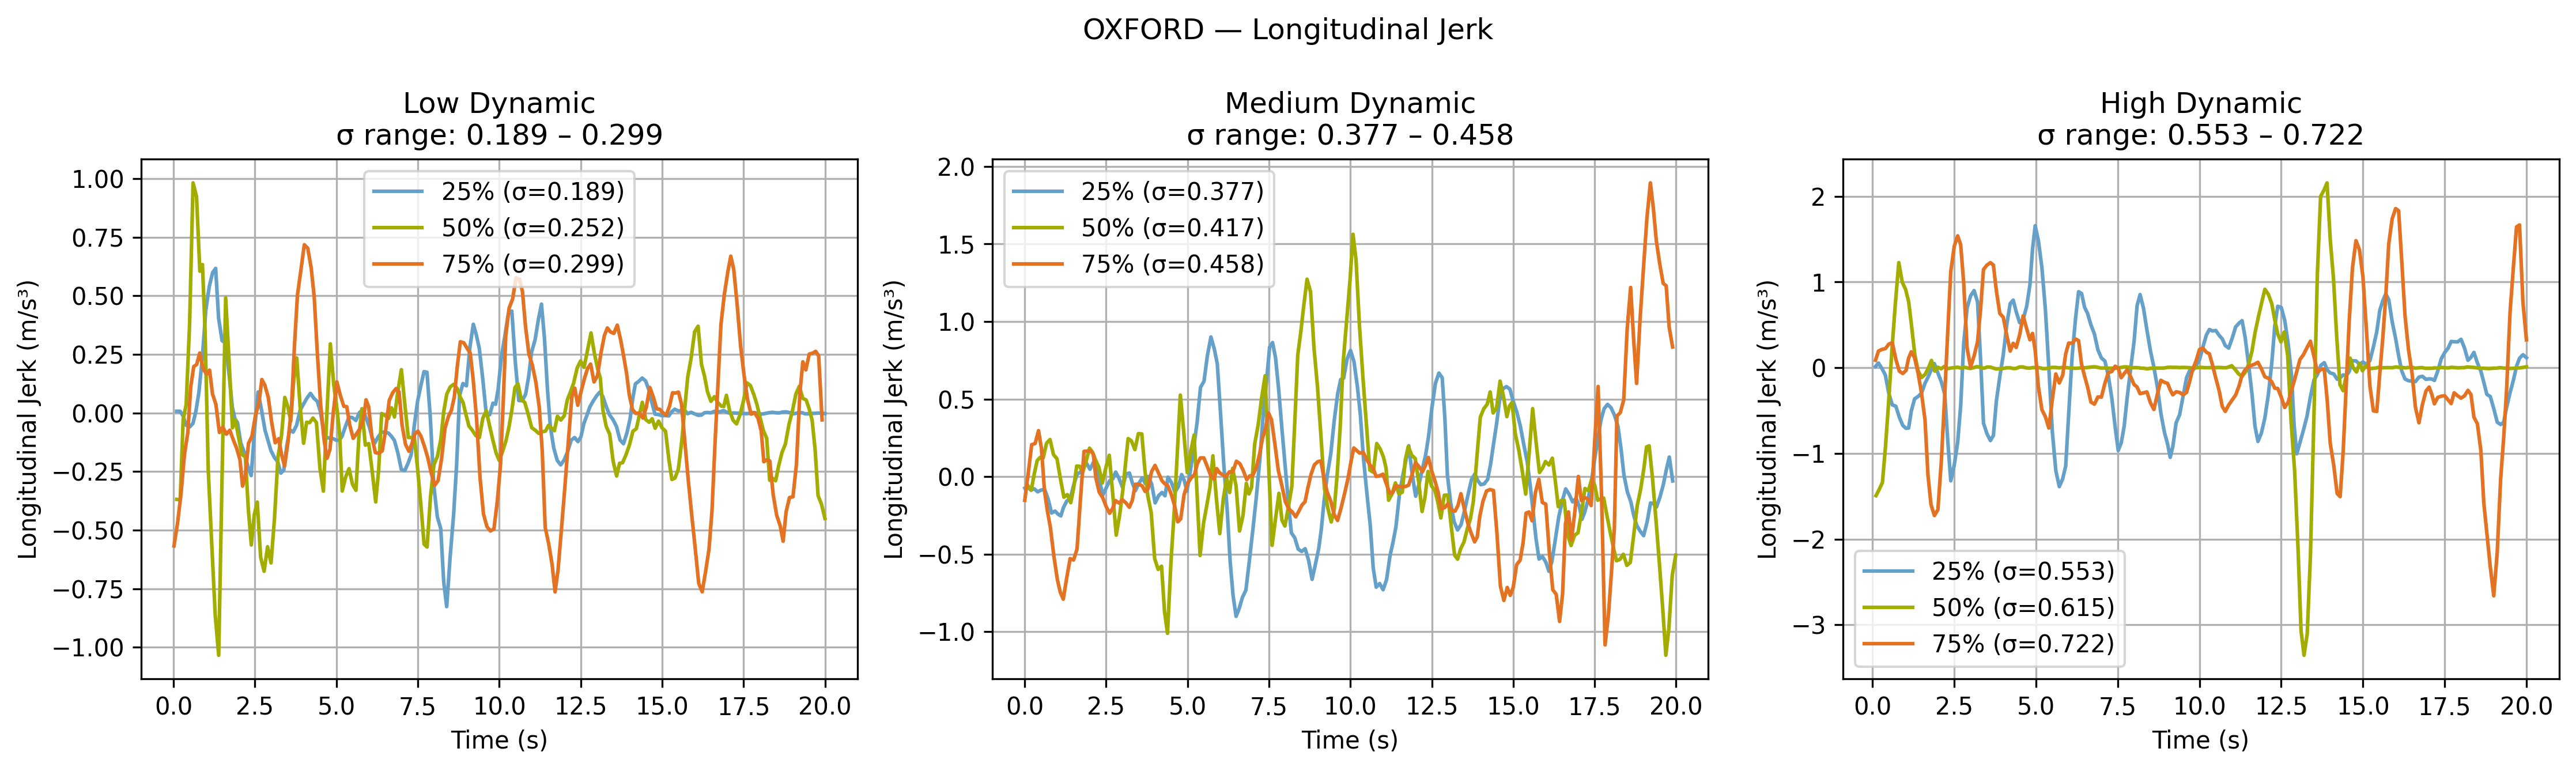 OXFORD — Longitudinal Jerk
Low Dynamic
σ range: 0.189 – 0.299
Longitudinal Jerk (m/s³)
1.00
0.75
0.50
0.25
0.00
−0.25
−0.50
−0.75
−1.00
25% (σ=0.189)
50% (σ=0.252)
75% (σ=0.299)
0.0 2.5 5.0 7.5 10.0 12.5 15.0 17.5 20.0
Time (s)
Medium Dynamic
σ range: 0.377 – 0.458
Longitudinal Jerk (m/s³)
2.0
1.5
1.0
0.5
0.0
−0.5
−1.0
25% (σ=0.377)
50% (σ=0.417)
75% (σ=0.458)
0.0 2.5 5.0 7.5 10.0 12.5 15.0 17.5 20.0
Time (s)
High Dynamic
σ range: 0.553 – 0.722
Longitudinal Jerk (m/s³)
2
1
0
−1
−2
−3
25% (σ=0.553)
50% (σ=0.615)
75% (σ=0.722)
0.0 2.5 5.0 7.5 10.0 12.5 15.0 17.5 20.0
Time (s)